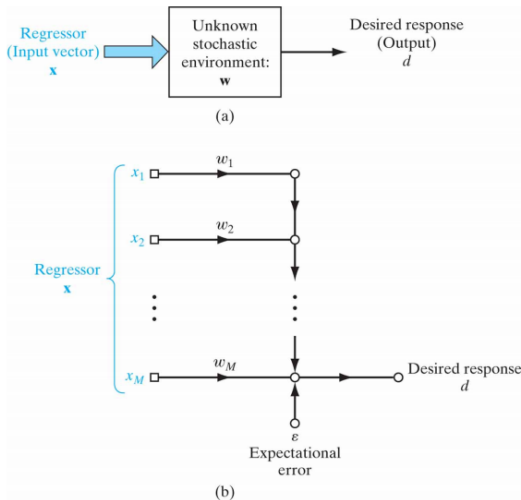 Regressor
(Input vector)
x
Unknown
stochastic
environment:
w
Desired response
(Output)
d
(a)
x1
w1
x2
w2
Regressor
x
xM
wM
Desired response
d
ε
Expectational
error
(b)